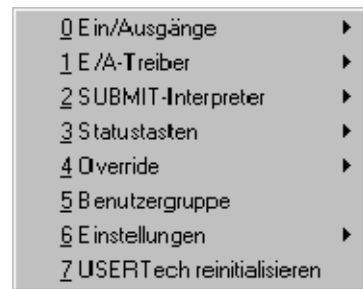 0 Ein/Ausgänge
1 E/A-Treiber
2 SUBMIT-Interpreter
3 Statustasten
4 Override
5 Benutzergruppe
6 Einstellungen
7 USERTech reinitialisieren